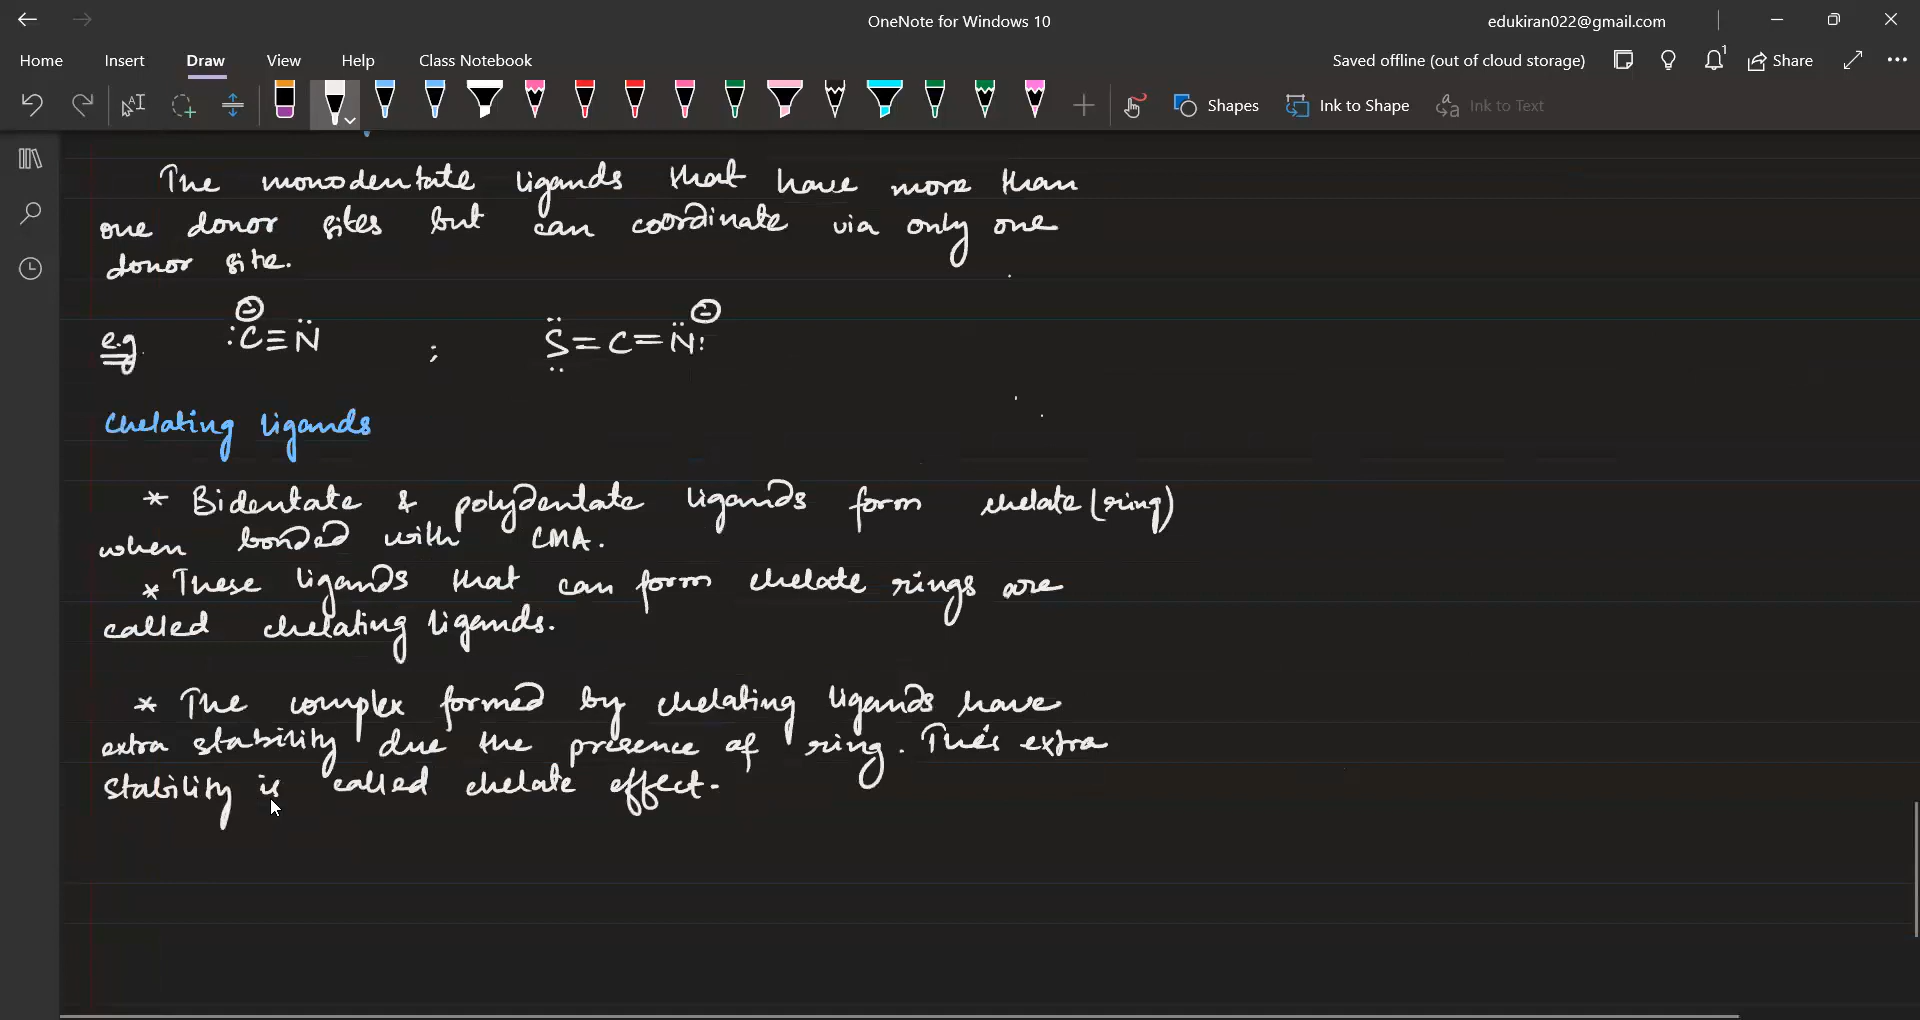 OneNote for Windows 10
edukiran022@gmail.com
Home Insert Draw View Help Class Notebook
Saved offline (out of cloud storage) 1 Share
Shapes Ink to Shape Ink to Text
The monodentate ligands that have more than
one donor sites but can coordinate via only one
donor site.
e.g :C≡N̈ ⊖ ; S̈=C=N̈: ⊖
Chelating ligands
* Bidentate & polydentate ligands form chelate (ring)
when bonded with CMA.
* These ligands that can form chelate rings are
called chelating ligands.
* The complex formed by chelating ligands have
extra stability due the presence of ring. This extra
stability is called chelate effect.